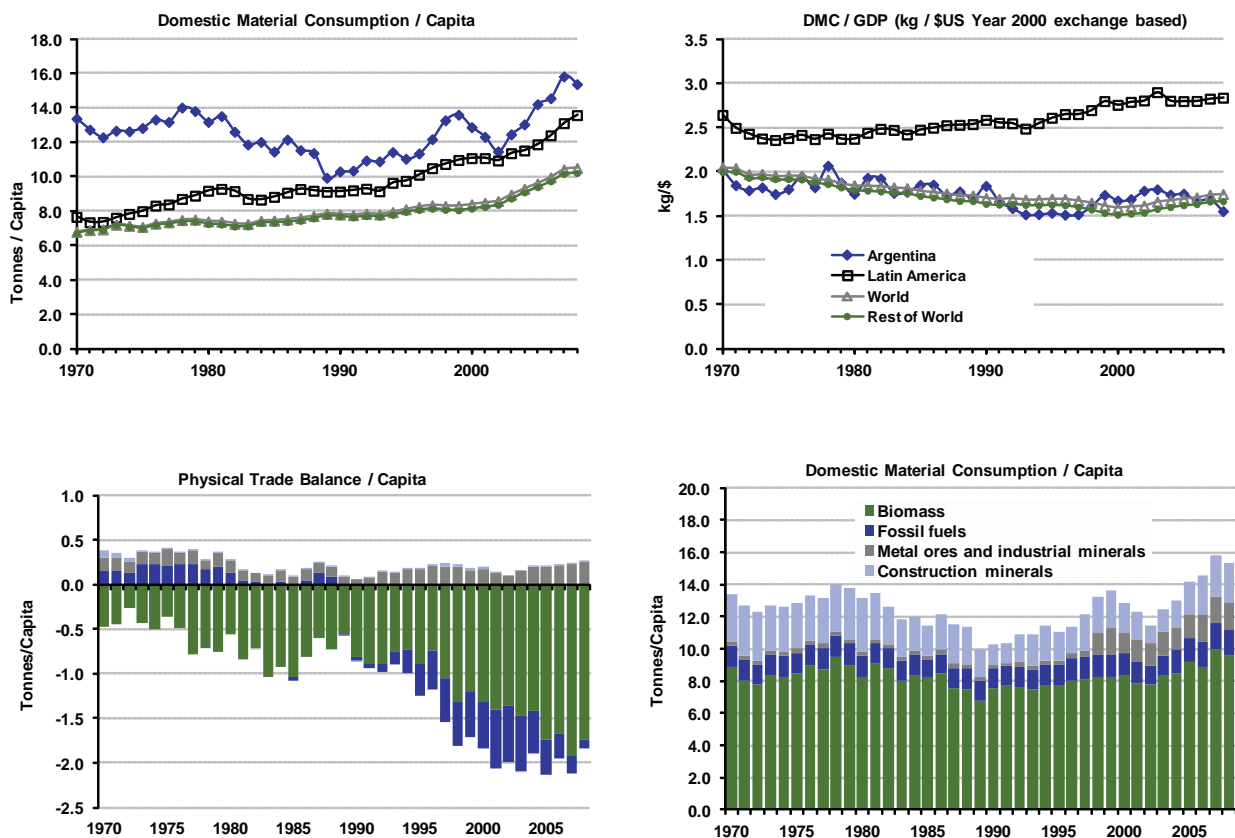 Domestic Material Consumption / Capita
18.0
16.0
14.0
12.0
10.0
8.0
6.0
4.0
2.0
0.0
Tonnes / Capita
1970 1980 1990 2000
DMC / GDP (kg / $US Year 2000 exchange based)
3.5
3.0
2.5
2.0
1.5
1.0
0.5
0.0
kg/$
Argentina
Latin America
World
Rest of World
1970 1980 1990 2000
Physical Trade Balance / Capita
1.0
0.5
0.0
-0.5
-1.0
-1.5
-2.0
-2.5
Tonnes/Capita
1970 1975 1980 1985 1990 1995 2000 2005
Domestic Material Consumption / Capita
20.0
18.0
16.0
14.0
12.0
10.0
8.0
6.0
4.0
2.0
0.0
Tonnes/Capita
Biomass
Fossil fuels
Metal ores and industrial minerals
Construction minerals
1970 1975 1980 1985 1990 1995 2000 2005